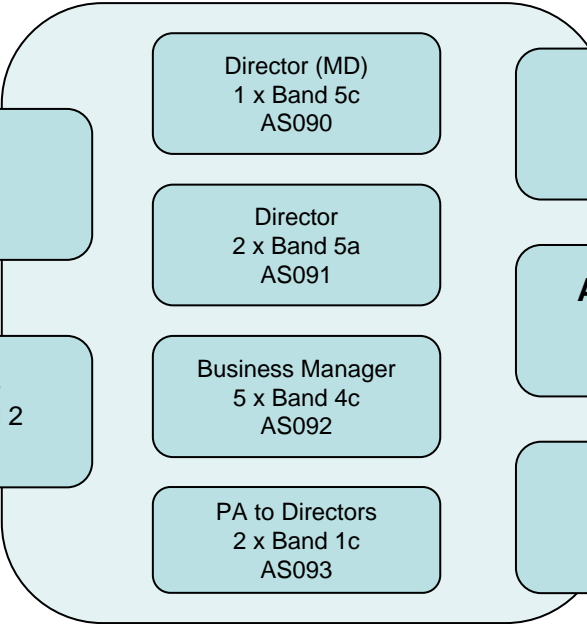 Director (MD)
1 x Band 5c
AS090
Director
2 x Band 5a
AS091
2
Business Manager
5 x Band 4c
AS092
PA to Directors
2 x Band 1c
AS093